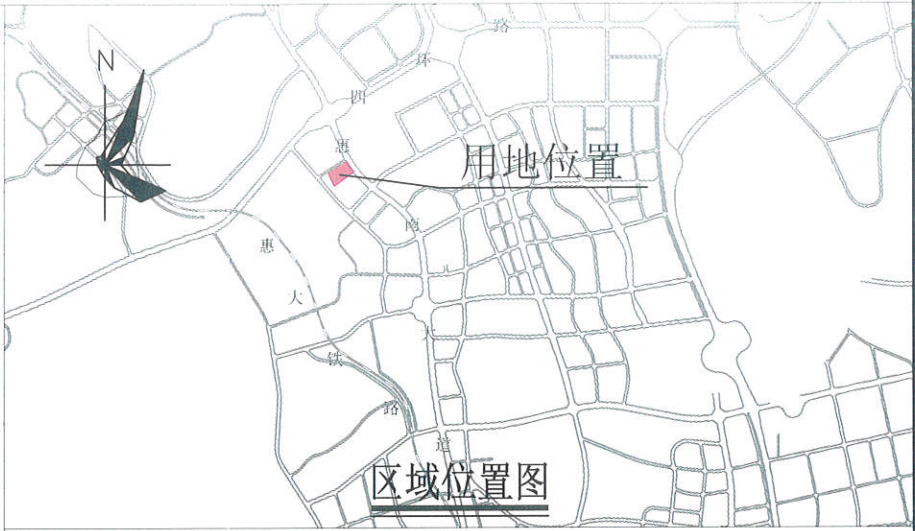 N
四环路
用地位置
惠南大道
惠大铁路
区域位置图